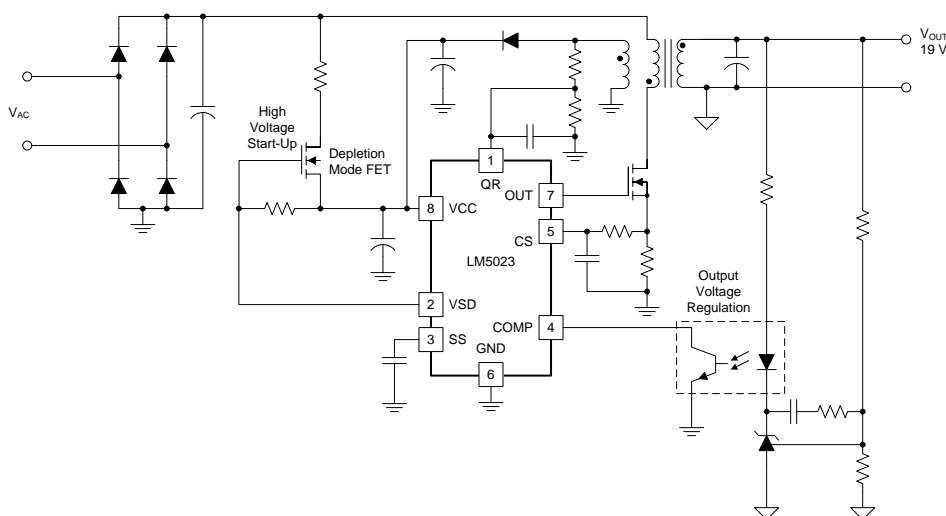 VOUT
19 V
VAC
High
Voltage
Start-Up
Depletion
Mode FET
1
QR
OUT
7
8
VCC
5
CS
LM5023
Output
Voltage
Regulation
2
VSD
COMP
4
3
SS
GND
6